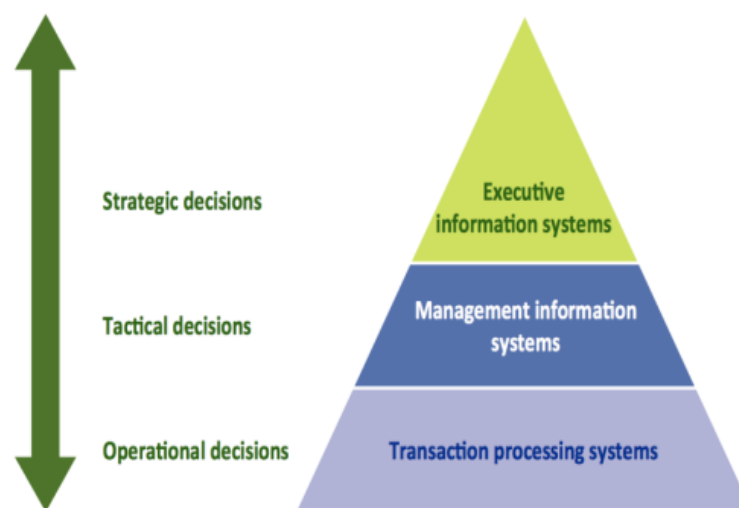 Strategic decisions
Executive
information systems
Tactical decisions
Management information
systems
Operational decisions
Transaction processing systems